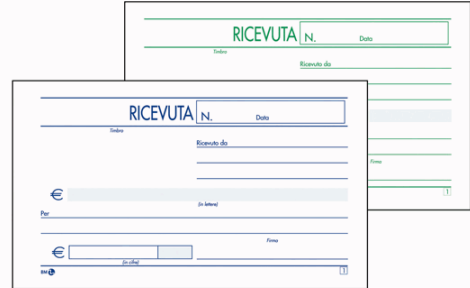 RICEVUTA N. Data
Timbro
Ricevuto da
Firma
1
RICEVUTA N. Data
Timbro
Ricevuto da
€
(in lettere)
Per
€
Firma
(in cifre)
BM
1